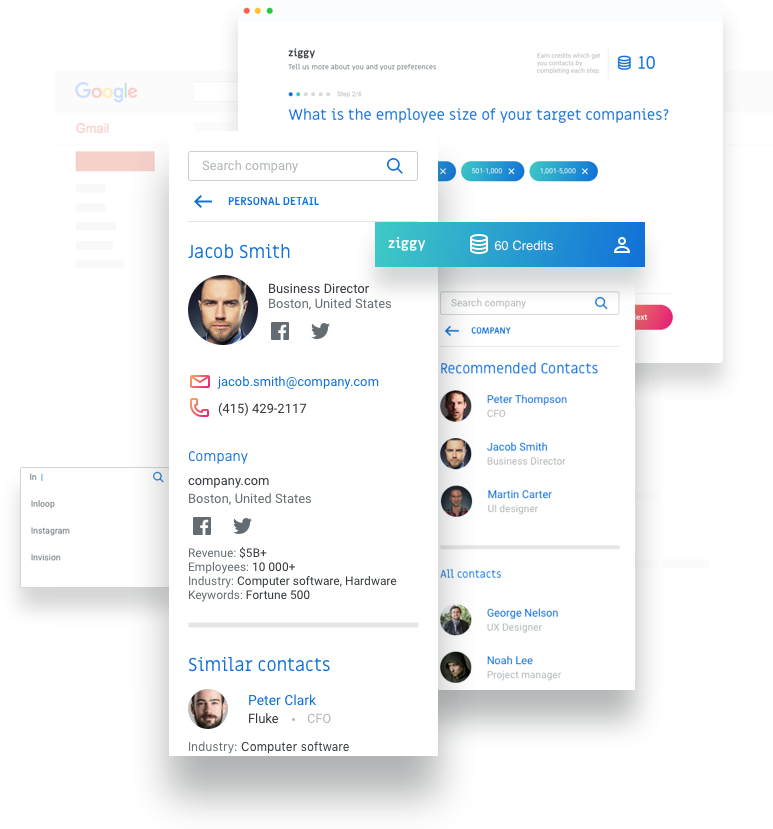 ziggy
Tell us more about you and your preferences
Earn credits which get
you contacts by
completing each step.
10
Step 2/6
What is the employee size of your target companies?
501-1,000
1,001-5,000
Google
Gmail
Search company
PERSONAL DETAIL
Jacob Smith
Business Director
Boston, United States
jacob.smith@company.com
(415) 429-2117
Company
company.com
Boston, United States
Revenue: $5B+
Employees: 10 000+
Industry: Computer software, Hardware
Keywords: Fortune 500
Similar contacts
Peter Clark
Fluke • CFO
Industry: Computer software
ziggy
60 Credits
Search company
COMPANY
Recommended Contacts
Peter Thompson
CFO
Jacob Smith
Business Director
Martin Carter
UI designer
All contacts
George Nelson
UX Designer
Noah Lee
Project manager
In |
Inloop
Instagram
Invision